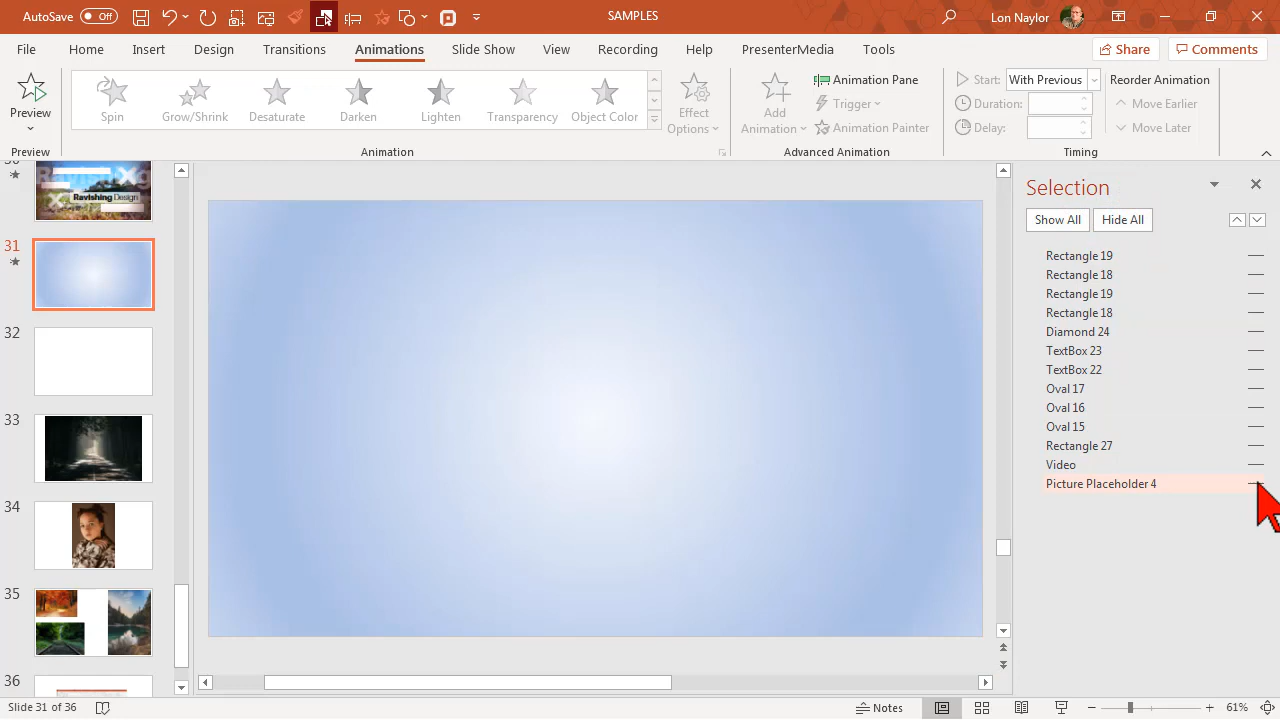 AutoSave Off SAMPLES Lon Naylor
File Home Insert Design Transitions Animations Slide Show View Recording Help PresenterMedia Tools Share Comments
Preview
Spin Grow/Shrink Desaturate Darken Lighten Transparency Object Color
Effect Options
Add Animation
Animation Pane
Trigger
Animation Painter
Start: With Previous
Duration:
Delay:
Reorder Animation
Move Earlier
Move Later
Preview Animation Advanced Animation Timing
30
Ravishing Design
31
32
33
34
35
36
Selection
Show All Hide All
Rectangle 19
Rectangle 18
Rectangle 19
Rectangle 18
Diamond 24
TextBox 23
TextBox 22
Oval 17
Oval 16
Oval 15
Rectangle 27
Video
Picture Placeholder 4
Slide 31 of 36 Notes 61%